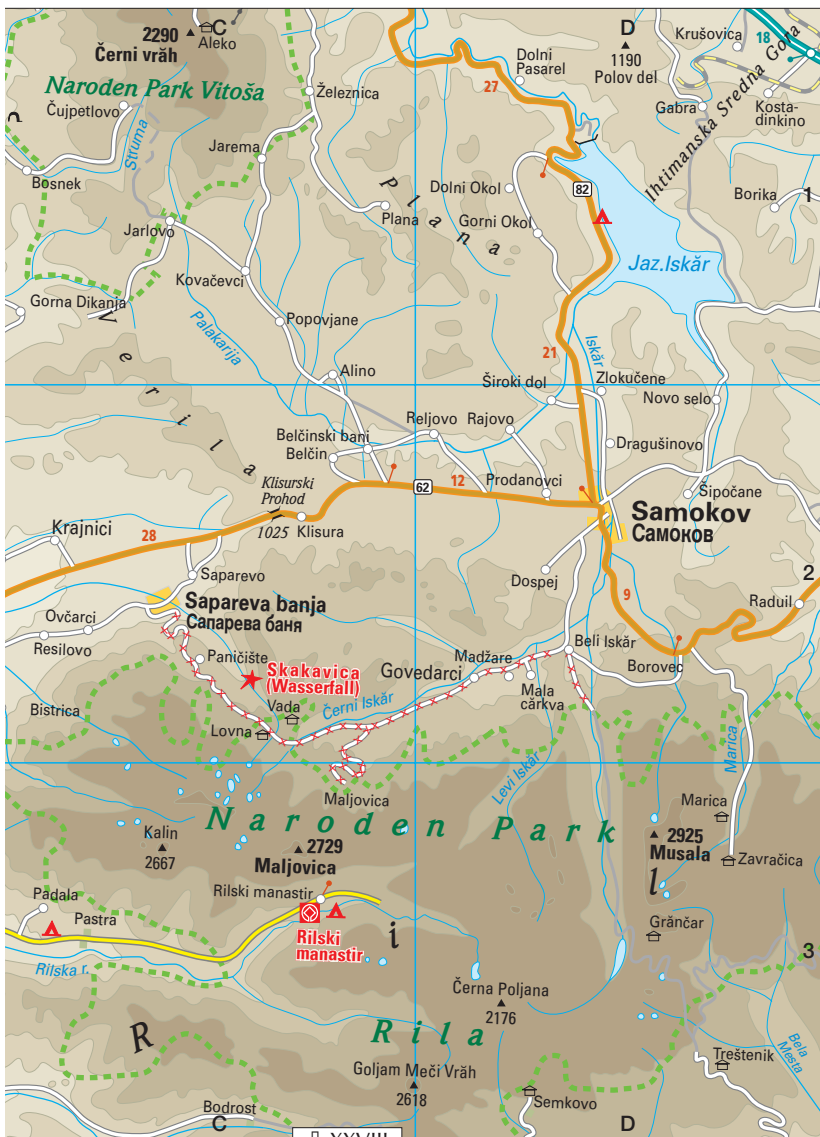 C
D
2290
Černi vrăh
Aleko
1190
Polov del
Krušovica
18
Dolni
Pasarel
27
Naroden Park Vitoša
Čujpetlovo
Železnica
Gabra
Kosta-
dinkino
Ihtimanska Sredna Gora
Struma
Jarema
Bosnek
Dolni Okol
82
Borika
1
Plana
Plana
Gorni Okol
Jarlovo
Jaz.Iskăr
Kovačevci
Gorna Dikanja
Verila
Palakarija
Popovjane
21
Iskăr
Alino
Široki dol
Zlokučene
Novo selo
Reljovo
Rajovo
Belčinski bani
Belčin
Dragušinovo
Klisurski
Prohod
12
Prodanovci
62
Šipočane
1025
Klisura
Samokov
Самоков
Krajnici
28
Saparevo
Dospej
9
2
Raduil
Sapareva banja
Сапарева баня
Ovčarci
Resilovo
Beli Iskăr
Borovec
Paničište
Skakavica
(Wasserfall)
Govedarci
Madžare
Mala
cărkva
Bistrica
Vada
Černi Iskăr
Lovna
Marica
Levi Iskăr
Maljovica
Marica
Naroden Park
Kalin
2667
2729
Maljovica
2925
Musala
Zavračica
Rilski manastir
Padala
Pastra
Rilski
manastir
Grănčar
3
Rilska r.
Černa Poljana
2176
R
i
l
Rila
Bela
Mesta
Treštenik
Goljam Meči Vrăh
2618
Semkovo
Bodrost
C
D
XXVIII